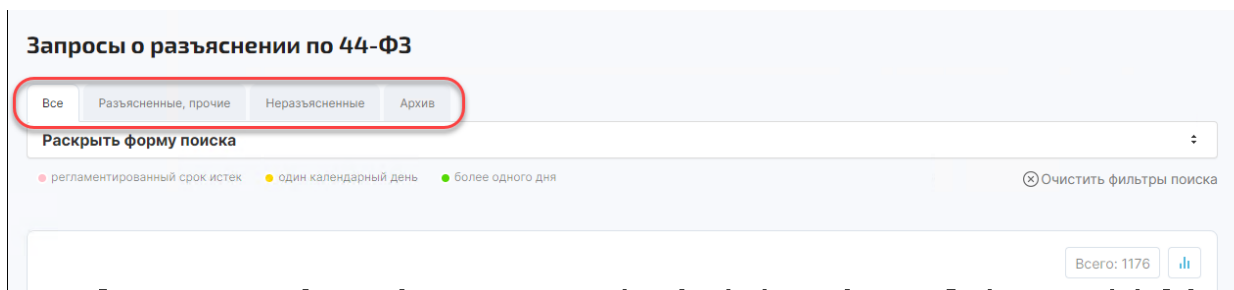 Запросы о разъяснении по 44-ФЗ
Все Разъясненные, прочие Неразъясненные Архив
Раскрыть форму поиска
регламентированный срок истек один календарный день более одного дня Очистить фильтры поиска
Всего: 1176